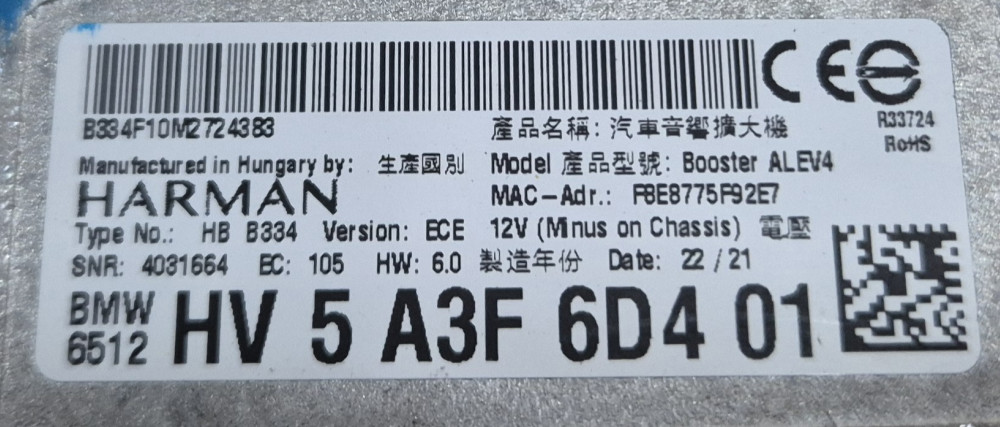 B334F10M2724383
產品名稱: 汽車音響擴大機
R33724
RoHS
Manufactured in Hungary by: 生產國別
Model 產品型號: Booster ALEV4
HARMAN
MAC-Adr.: F8E8775F92E7
Type No.: HB B334 Version: ECE 12V (Minus on Chassis) 電壓
SNR: 4031664 EC: 105 HW: 6.0 製造年份 Date: 22/21
BMW
6512
HV 5 A3F 6D4 01